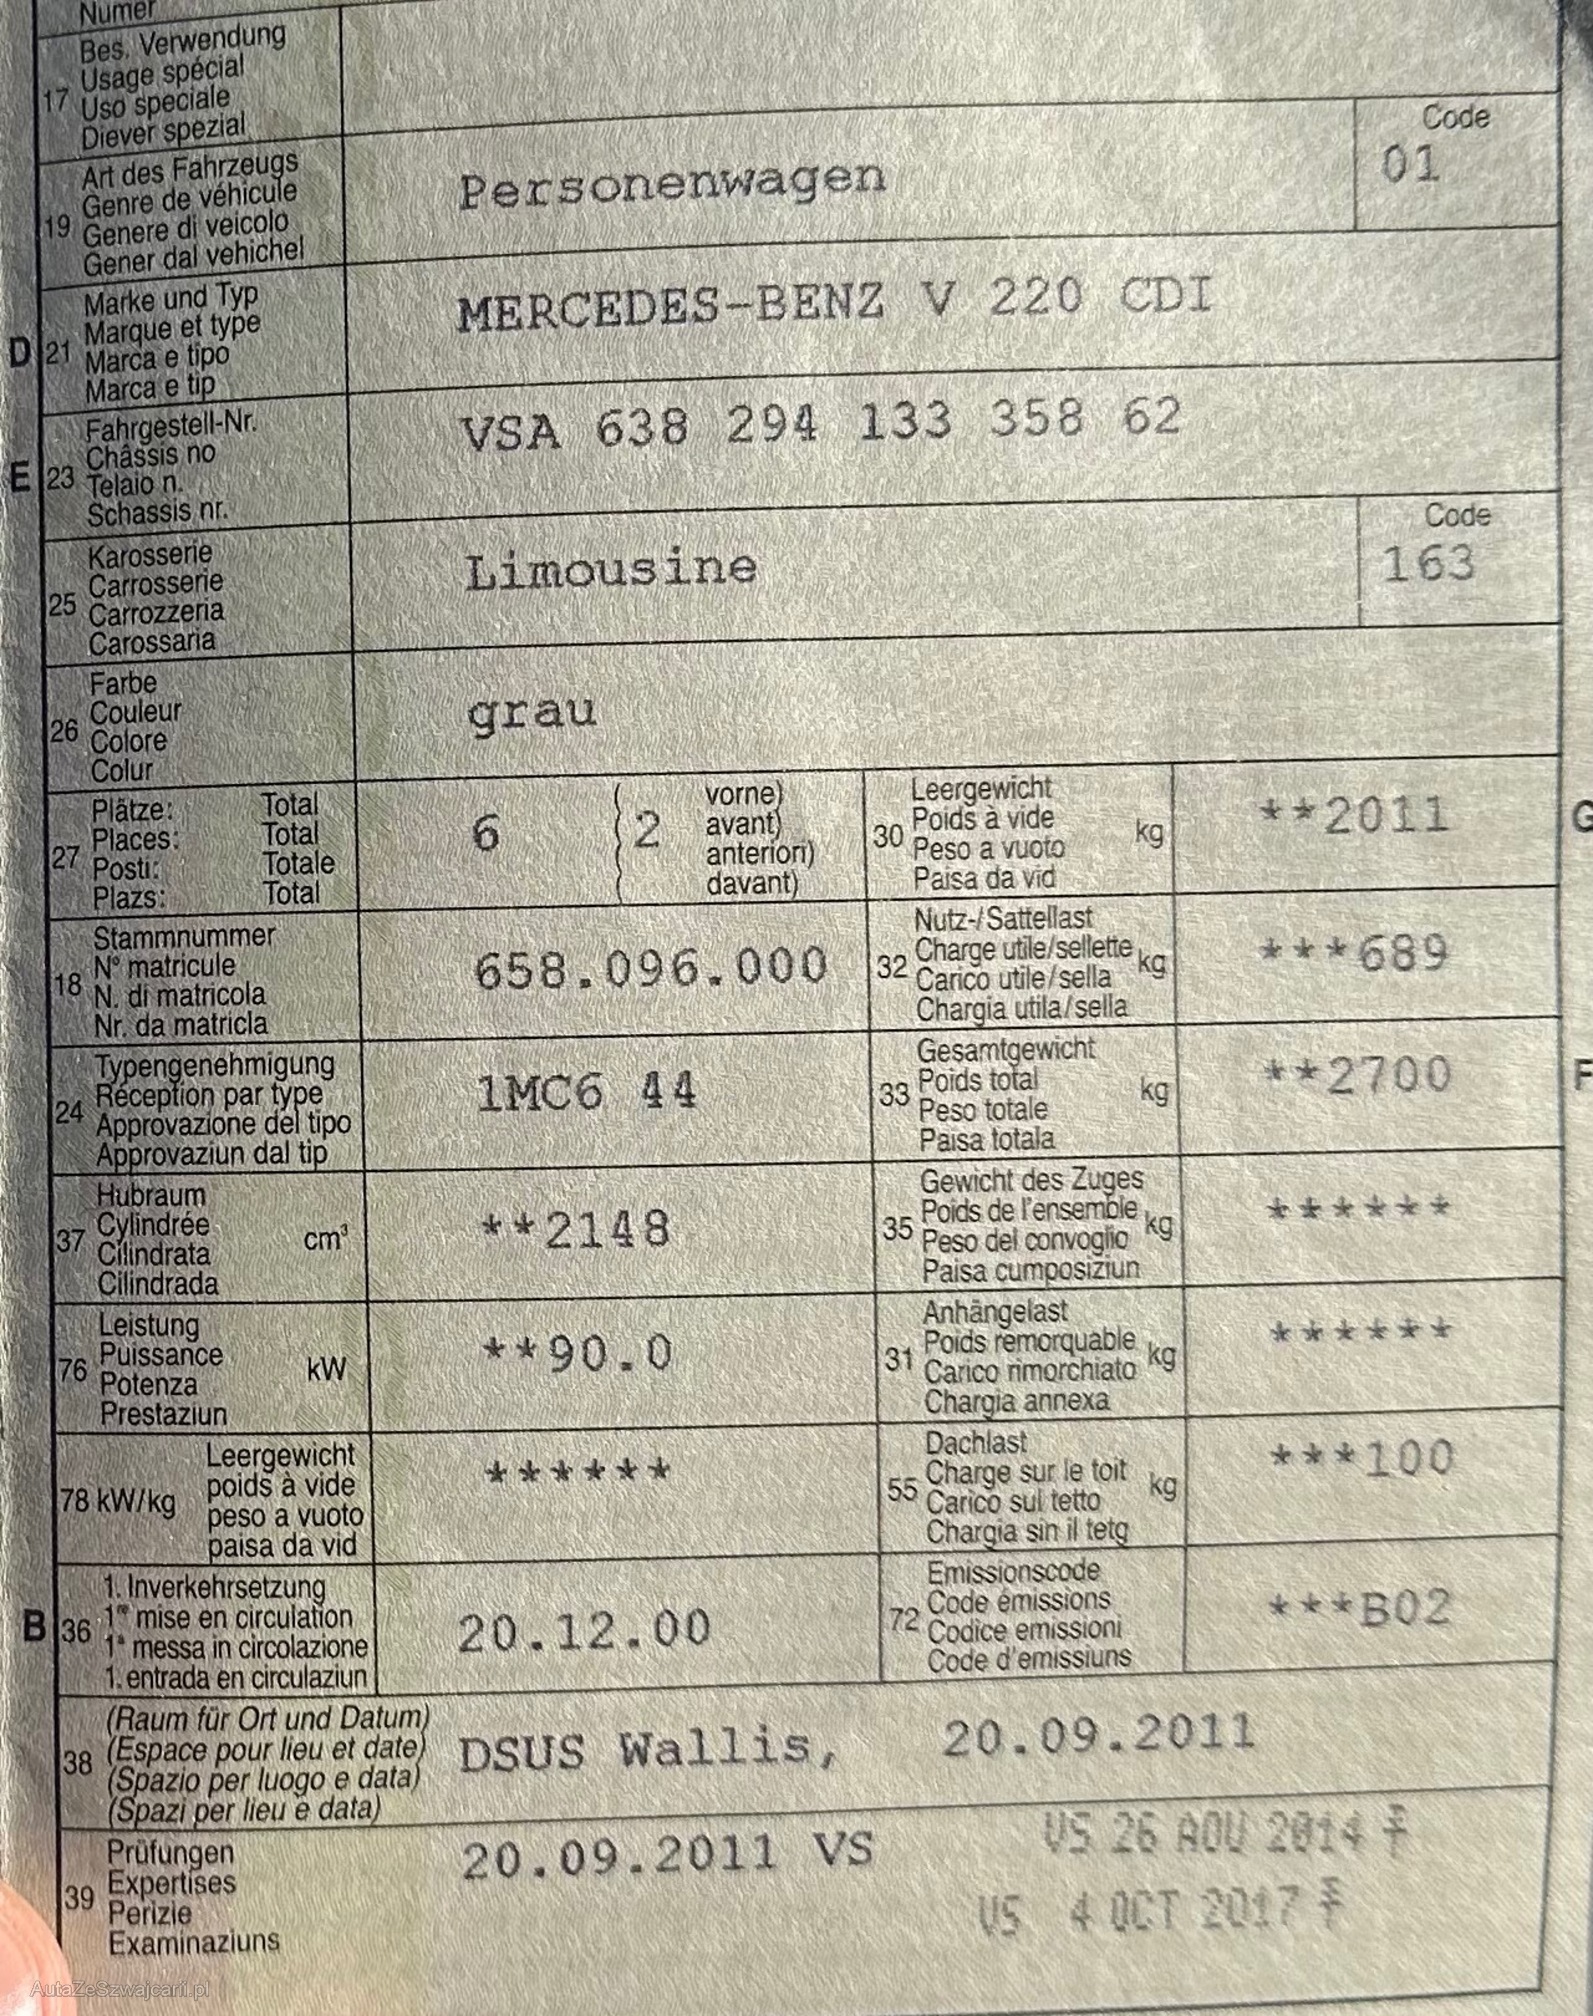 Numer
17 Bes. Verwendung
Usage spécial
Uso speciale
Diever spezial
19 Art des Fahrzeugs
Genre de véhicule
Genere di veicolo
Gener dal vehichel
Personenwagen
Code
01
D 21 Marke und Typ
Marque et type
Marca e tipo
Marca e tip
MERCEDES-BENZ V 220 CDI
E 23 Fahrgestell-Nr.
Châssis no
Telaio n.
Schassis nr.
VSA 638 294 133 358 62
25 Karosserie
Carrosserie
Carrozzeria
Carossaria
Limousine
Code
163
26 Farbe
Couleur
Colore
Colur
grau
27 Plätze: Total
Places: Total
Posti: Totale
Plazs: Total
6 2 vorne)
avant)
anteriori)
davant)
30 Leergewicht
Poids à vide
Peso a vuoto
Paisa da vid
kg **2011 G
18 Stammnummer
N° matricule
N. di matricola
Nr. da matricla
658.096.000
32 Nutz-/Sattellast
Charge utile/sellette
Carico utile/sella
Chargia utila/sella
kg ***689
24 Typengenehmigung
Réception par type
Approvazione del tipo
Approvaziun dal tip
1MC6 44
33 Gesamtgewicht
Poids total
Peso totale
Paisa totala
kg **2700 F
37 Hubraum
Cylindrée
Cilindrata
Cilindrada
cm³ **2148
35 Gewicht des Zuges
Poids de l'ensemble
Peso del convoglio
Paisa cumposiziun
kg ******
76 Leistung
Puissance
Potenza
Prestaziun
kW **90.0
31 Anhängelast
Poids remorquable
Carico rimorchiato
Chargia annexa
kg ******
78 kW/kg Leergewicht
poids à vide
peso a vuoto
paisa da vid
******
55 Dachlast
Charge sur le toit
Carico sul tetto
Chargia sin il tetg
kg ***100
B 36 1. Inverkehrsetzung
1re mise en circulation
1a messa in circolazione
1. entrada en circulaziun
20.12.00
72 Emissionscode
Code émissions
Codice emissioni
Code d'emissiuns
***B02
38 (Raum für Ort und Datum)
(Espace pour lieu et date)
(Spazio per luogo e data)
(Spazi per lieu e data)
DSUS Wallis, 20.09.2011
39 Prüfungen
Expertises
Perizie
Examinaziuns
20.09.2011 VS
VS 26 AOU 2014
VS 4 OCT 2017
AutaZeSzwajcarii.pl